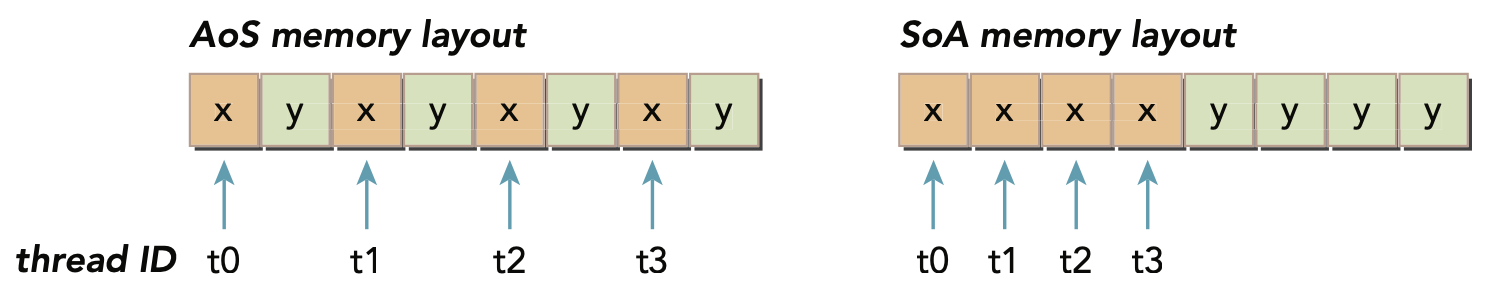 AoS memory layout
x y x y x y x y
thread ID t0 t1 t2 t3
SoA memory layout
x x x x y y y y
t0 t1 t2 t3